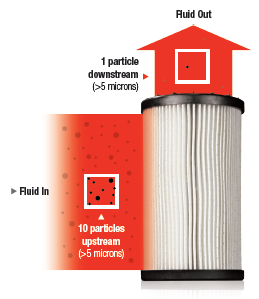 Fluid Out
1 particle
downstream
(>5 microns)
Fluid In
10 particles
upstream
(>5 microns)